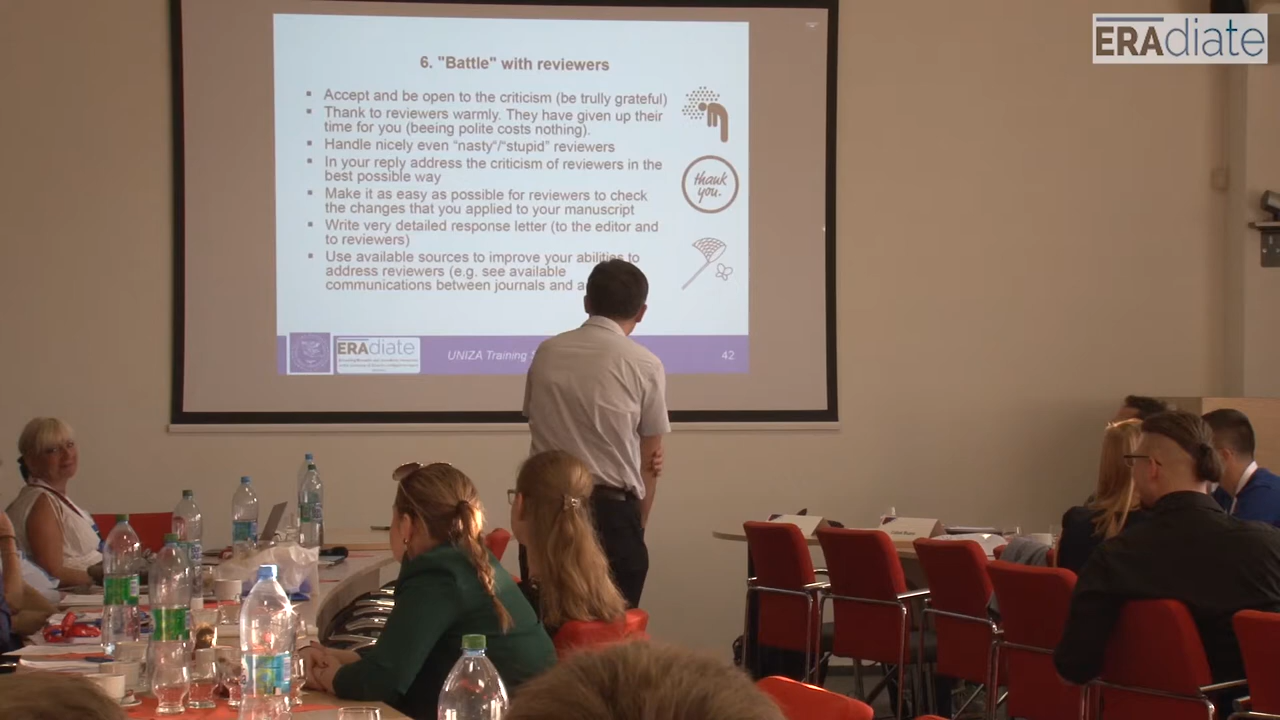 ERAdiate
6. "Battle" with reviewers
Accept and be open to the criticism (be trully grateful)
Thank to reviewers warmly. They have given up their
time for you (beeing polite costs nothing).
Handle nicely even “nasty“/“stupid” reviewers
In your reply address the criticism of reviewers in the
best possible way
Make it as easy as possible for reviewers to check
the changes that you applied to your manuscript
Write very detailed response letter (to the editor and
to reviewers)
Use available sources to improve your abilities to
address reviewers (e.g. see available
communications between journals and
thank
you.
ERAdiate
UNIZA Training
42